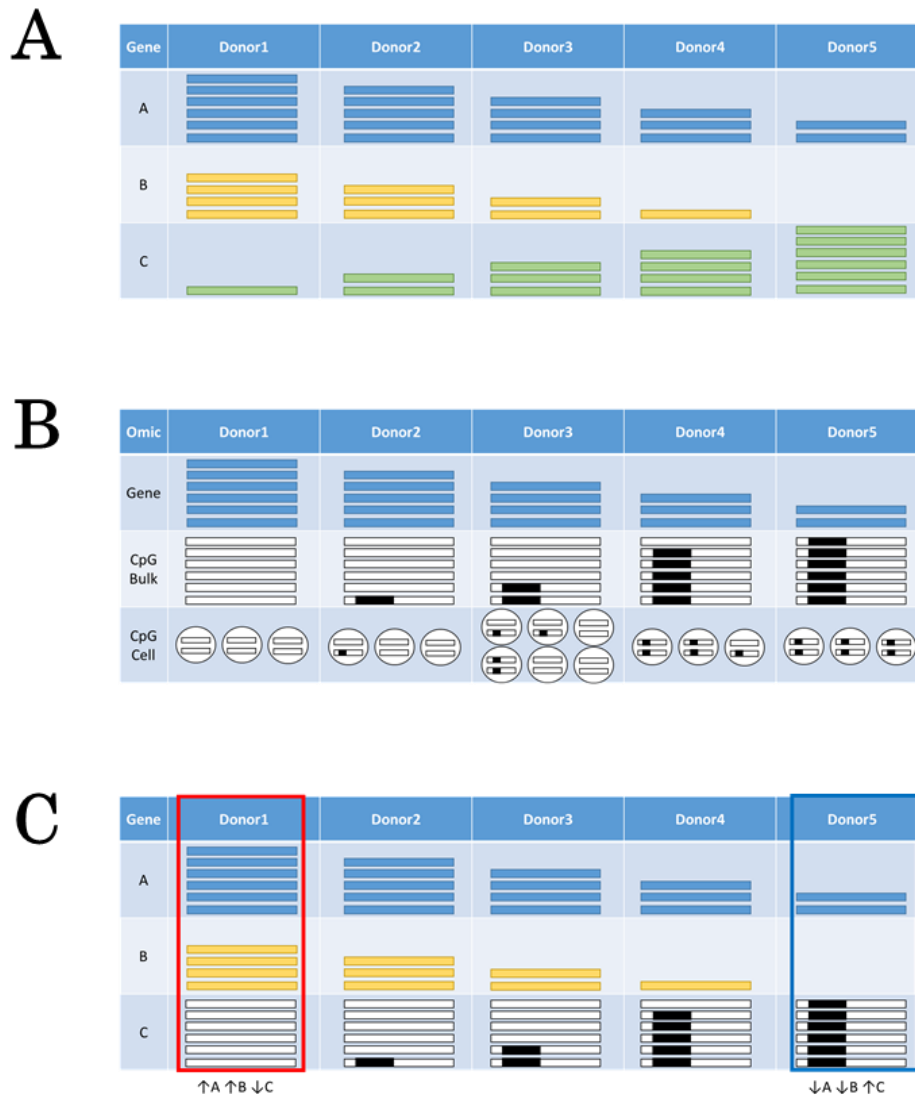 A
Gene Donor1 Donor2 Donor3 Donor4 Donor5
A
B
C
B
Omic Donor1 Donor2 Donor3 Donor4 Donor5
Gene
CpG
Bulk
CpG
Cell
C
Gene Donor1 Donor2 Donor3 Donor4 Donor5
A
B
C
↑A ↑B ↓C ↓A ↓B ↑C